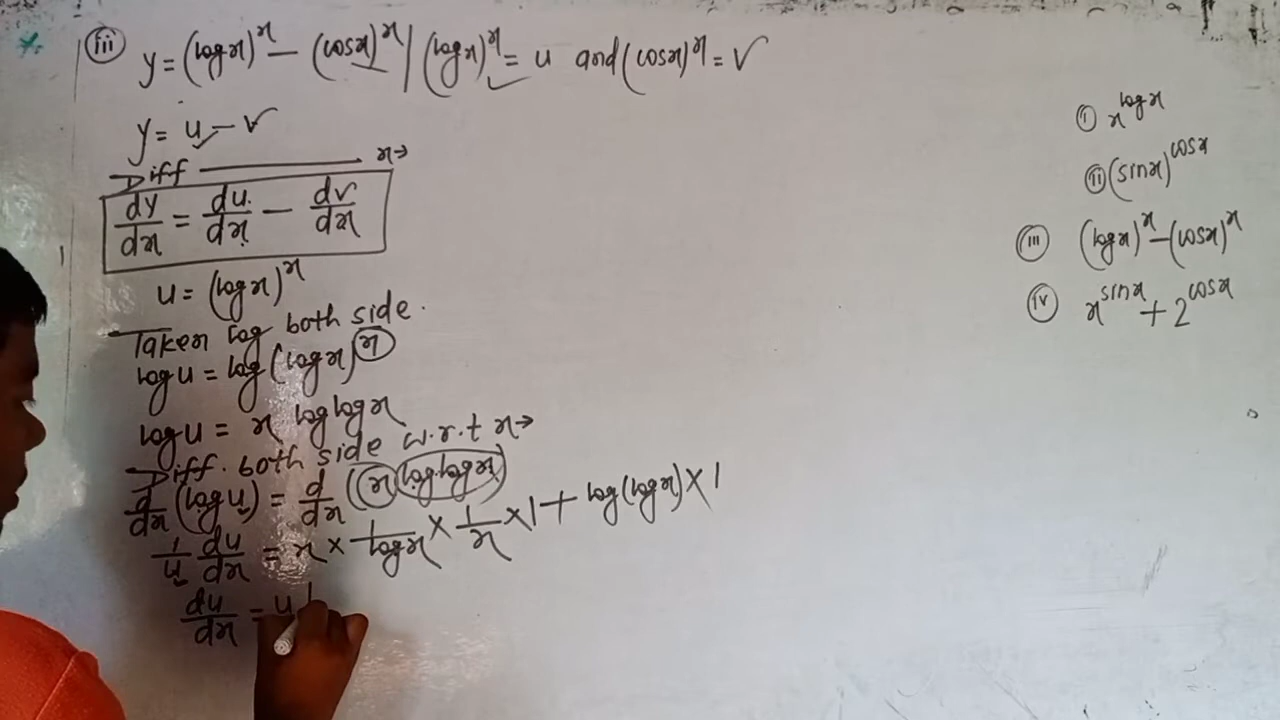 (iii) y = (log x)^x - (cos x)^x | (log x)^x = u and (cos x)^x = v
y = u - v
Diff ——— x→
dy/dx = du/dx - dv/dx
u = (log x)^x
Taken log both side.
log u = log (log x)^x
log u = x log log x
Diff. both side w.r.t x→
d/dx (log u) = d/dx (x log log x)
1/u du/dx = x × 1/log x × 1/x × 1 + log(log x) × 1
du/dx = u
(i) x^log x
(ii) (sin x)^cos x
(iii) (log x)^x - (cos x)^x
(iv) x^sin x + 2^cos x